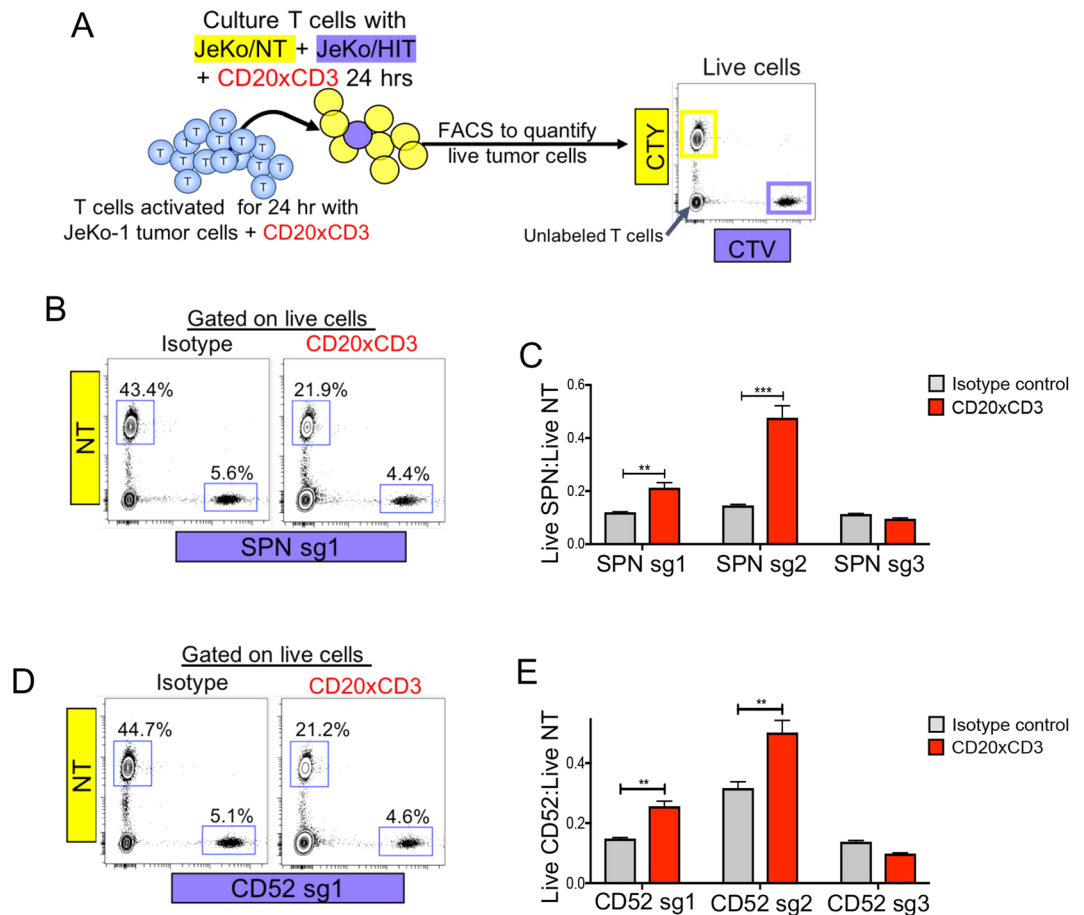 A
Culture T cells with
JeKo/NT + JeKo/HIT
+ CD20xCD3 24 hrs
T T T T T T T T T T T T T
T cells activated for 24 hr with
JeKo-1 tumor cells + CD20xCD3
FACS to quantify
live tumor cells
Live cells
CTY
Unlabeled T cells
CTV
B
Gated on live cells
Isotype
CD20xCD3
NT
43.4%
5.6%
21.9%
4.4%
SPN sg1
C
Live SPN:Live NT
0.6
0.4
0.2
0.0
**
***
SPN sg1
SPN sg2
SPN sg3
Isotype control
CD20xCD3
D
Gated on live cells
Isotype
CD20xCD3
NT
44.7%
5.1%
21.2%
4.6%
CD52 sg1
E
Live CD52:Live NT
0.4
0.2
0.0
**
**
CD52 sg1
CD52 sg2
CD52 sg3
Isotype control
CD20xCD3